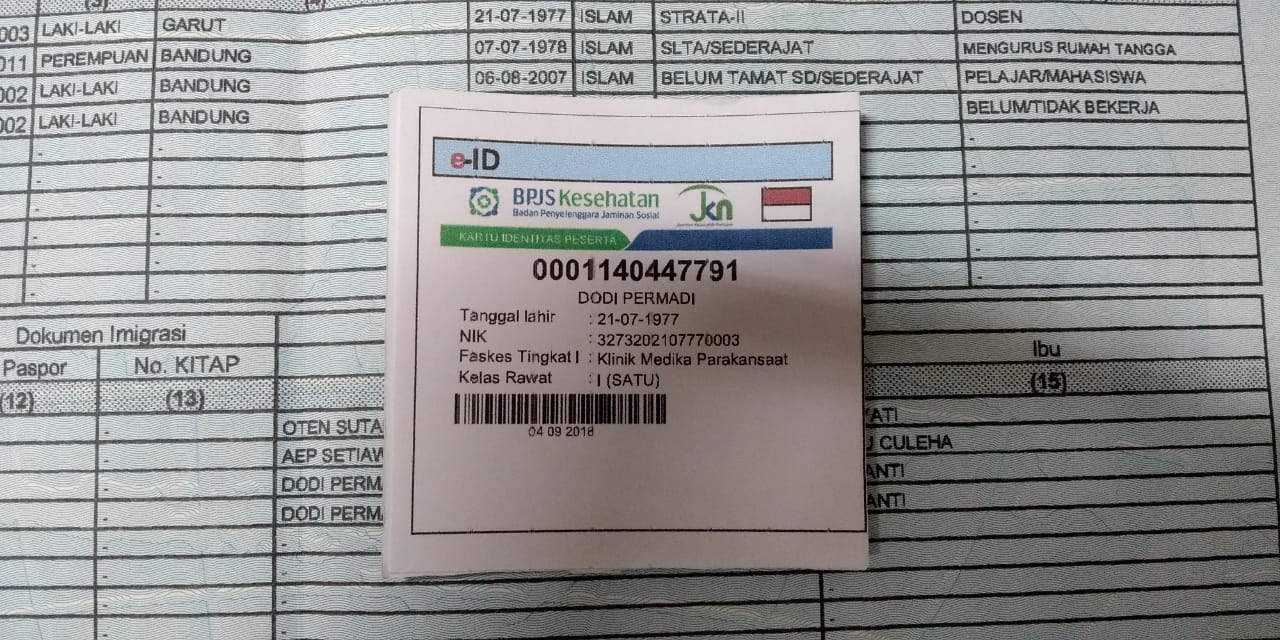 (3)
003 LAKI-LAKI GARUT 21-07-1977 ISLAM STRATA-II DOSEN
011 PEREMPUAN BANDUNG 07-07-1978 ISLAM SLTA/SEDERAJAT MENGURUS RUMAH TANGGA
002 LAKI-LAKI BANDUNG 06-08-2007 ISLAM BELUM TAMAT SD/SEDERAJAT PELAJAR/MAHASISWA
002 LAKI-LAKI BANDUNG BELUM/TIDAK BEKERJA
e-ID
BPJS Kesehatan
Badan Penyelenggara Jaminan Sosial
JKN
KARTU IDENTITAS PESERTA
0001140447791
DODI PERMADI
Tanggal lahir : 21-07-1977
NIK : 3273202107770003
Faskes Tingkat I : Klinik Medika Parakansaat
Kelas Rawat : I (SATU)
04 09 2018
Dokumen Imigrasi
Paspor No. KITAP Ibu
(12) (13) (15)
OTEN SUTA YATI
AEP SETIAW U CULEHA
DODI PERMA ANTI
DODI PERMA ANTI